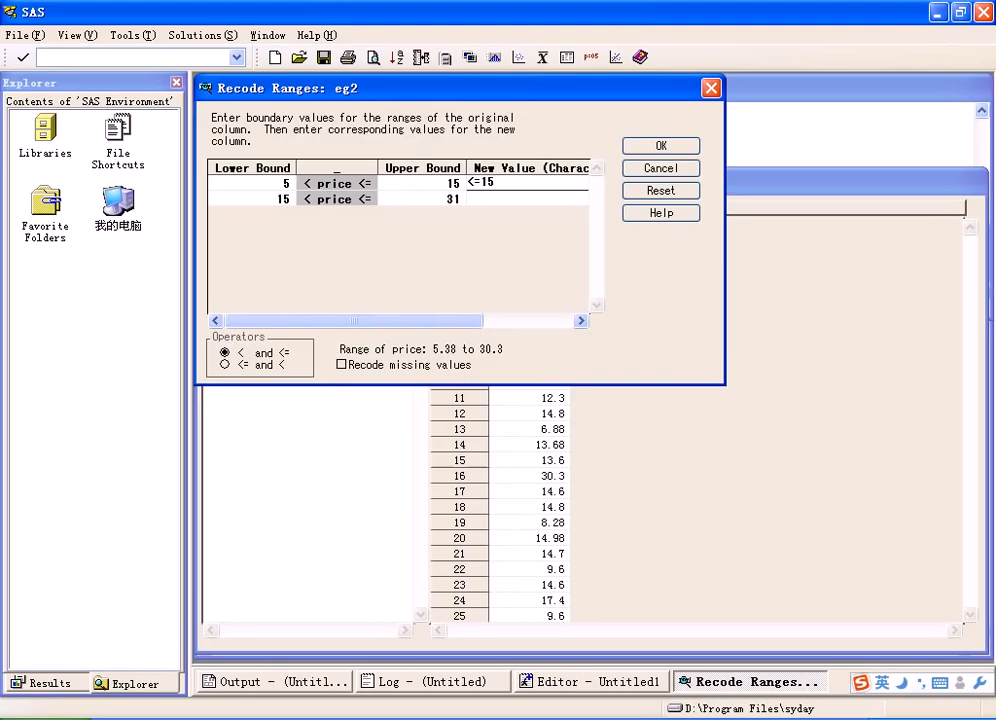 SAS
File(F) View(V) Tools(T) Solutions(S) Window Help(H)
Explorer
Contents of 'SAS Environment'
Libraries
File Shortcuts
Favorite Folders
我的电脑
Recode Ranges: eg2
Enter boundary values for the ranges of the original
column. Then enter corresponding values for the new
column.
Lower Bound _ Upper Bound New Value (Charac
5 < price <= 15 <=15
15 < price <= 31
OK
Cancel
Reset
Help
Operators
< and <=
<= and <
Range of price: 5.38 to 30.3
Recode missing values
11 12.3
12 14.8
13 6.88
14 13.68
15 13.6
16 30.3
17 14.6
18 14.8
19 8.28
20 14.98
21 14.7
22 9.6
23 14.6
24 17.4
25 9.6
Results
Explorer
Output - (Untitl...
Log - (Untitled)
Editor - Untitled1
Recode Ranges...
英
D:\Program Files\syday